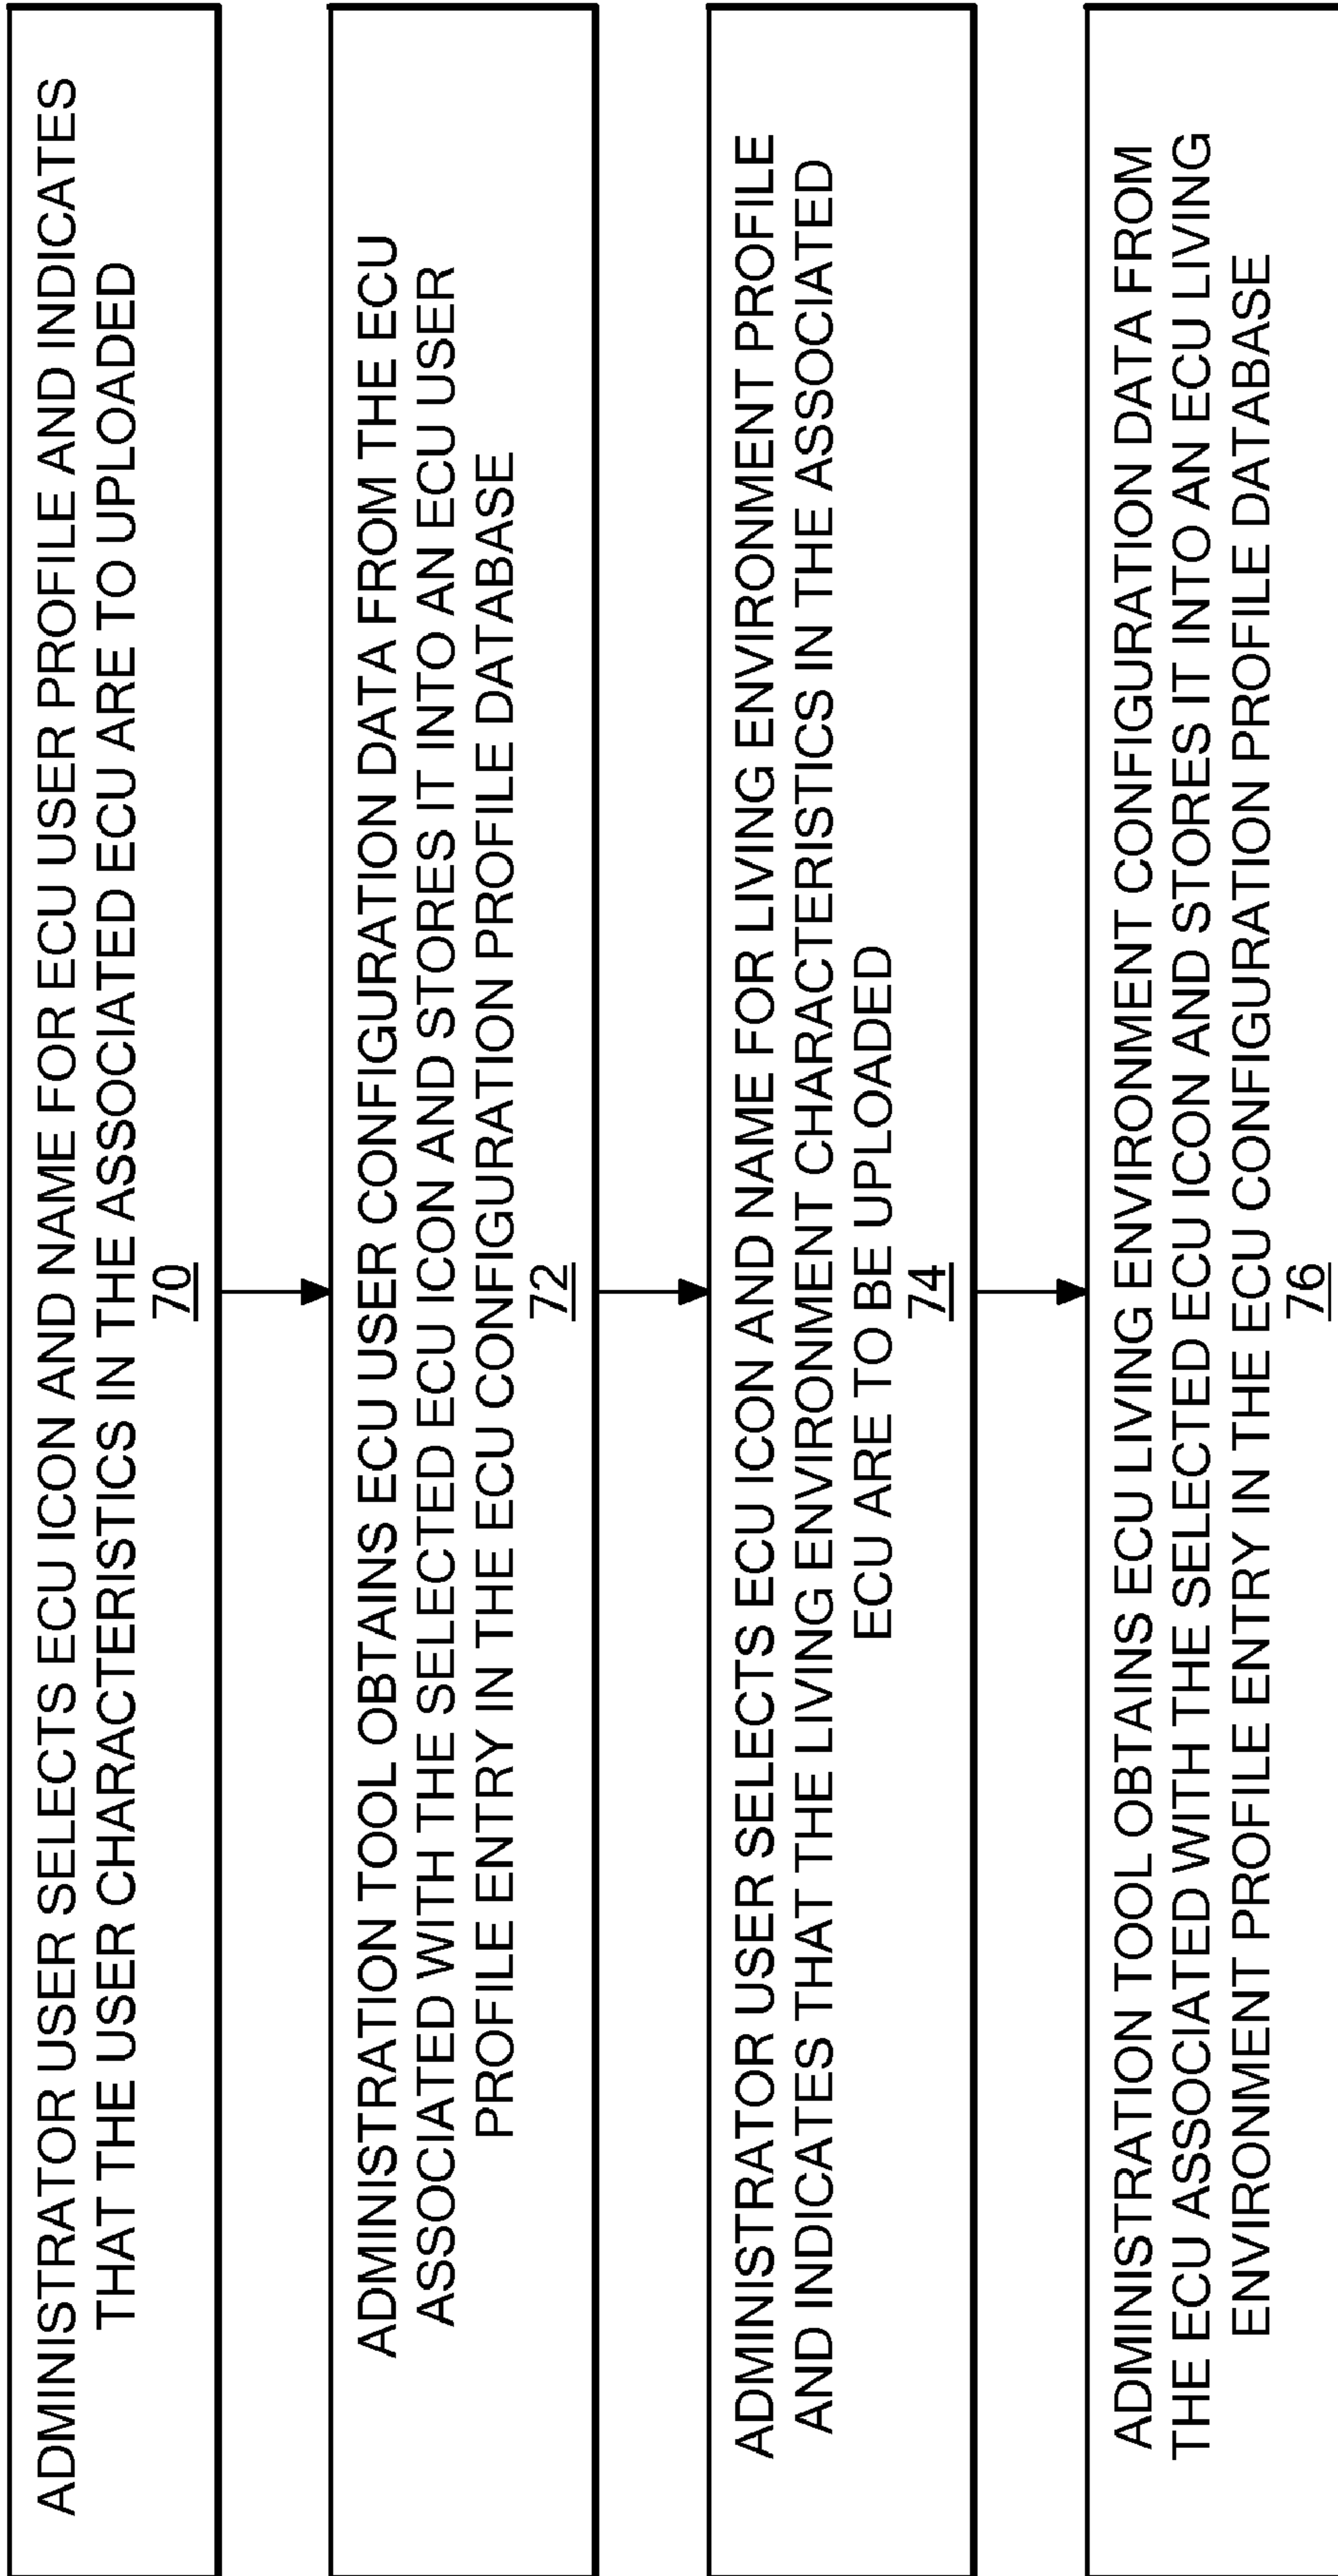 ADMINISTRATOR USER SELECTS ECU ICON AND NAME FOR ECU USER PROFILE AND INDICATES
THAT THE USER CHARACTERISTICS IN THE ASSOCIATED ECU ARE TO UPLOADED
70
ADMINISTRATION TOOL OBTAINS ECU USER CONFIGURATION DATA FROM THE ECU
ASSOCIATED WITH THE SELECTED ECU ICON AND STORES IT INTO AN ECU USER
PROFILE ENTRY IN THE ECU CONFIGURATION PROFILE DATABASE
72
ADMINISTRATOR USER SELECTS ECU ICON AND NAME FOR LIVING ENVIRONMENT PROFILE
AND INDICATES THAT THE LIVING ENVIRONMENT CHARACTERISTICS IN THE ASSOCIATED
ECU ARE TO BE UPLOADED
74
ADMINISTRATION TOOL OBTAINS ECU LIVING ENVIRONMENT CONFIGURATION DATA FROM
THE ECU ASSOCIATED WITH THE SELECTED ECU ICON AND STORES IT INTO AN ECU LIVING
ENVIRONMENT PROFILE ENTRY IN THE ECU CONFIGURATION PROFILE DATABASE
76